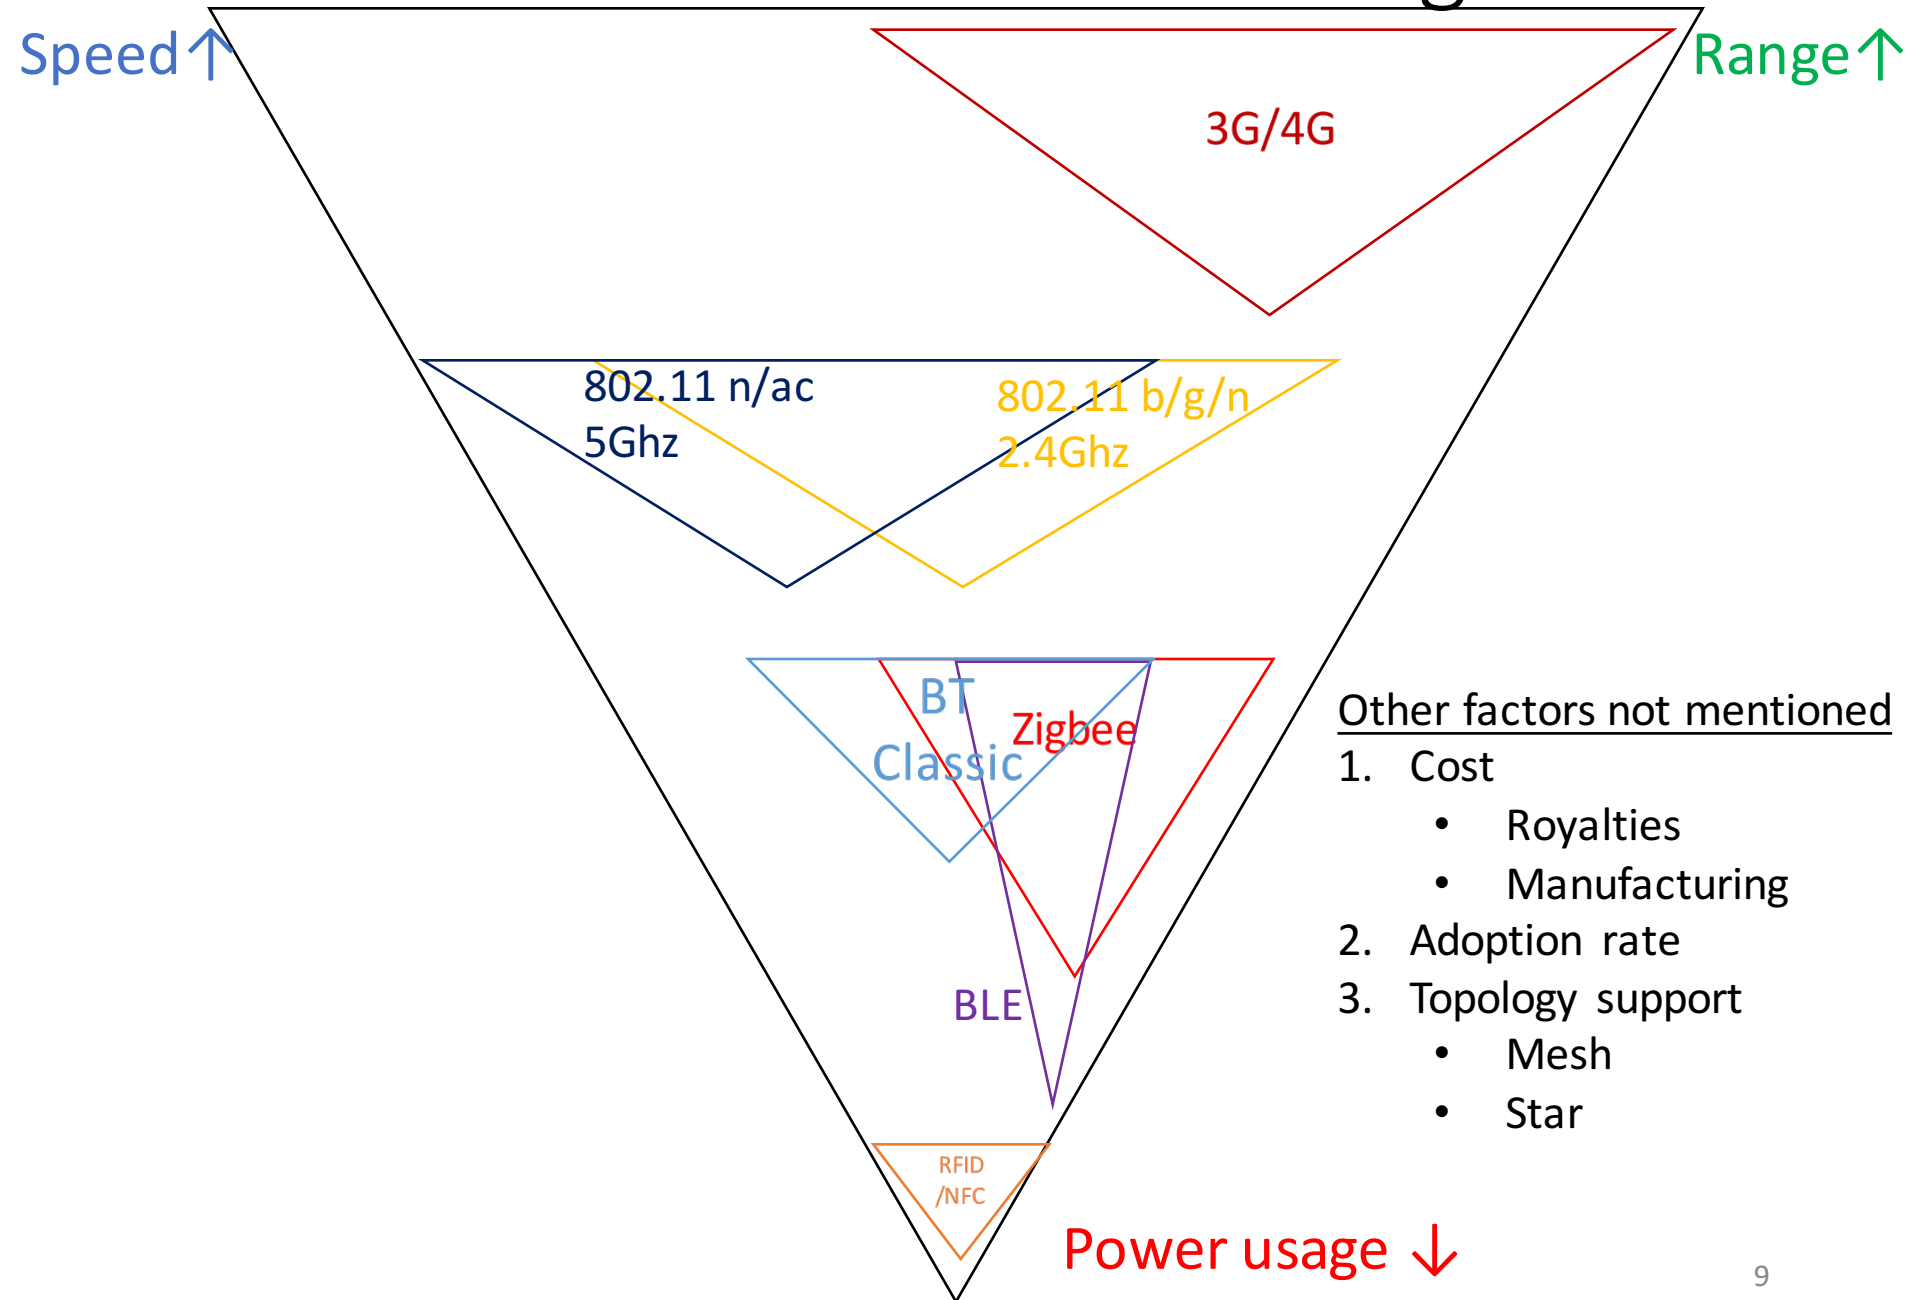 Speed↑
Range↑
3G/4G
802.11 n/ac
5Ghz
802.11 b/g/n
2.4Ghz
BT
Classic
Zigbee
BLE
RFID
/NFC
Other factors not mentioned
1. Cost
• Royalties
• Manufacturing
2. Adoption rate
3. Topology support
• Mesh
• Star
Power usage ↓
9